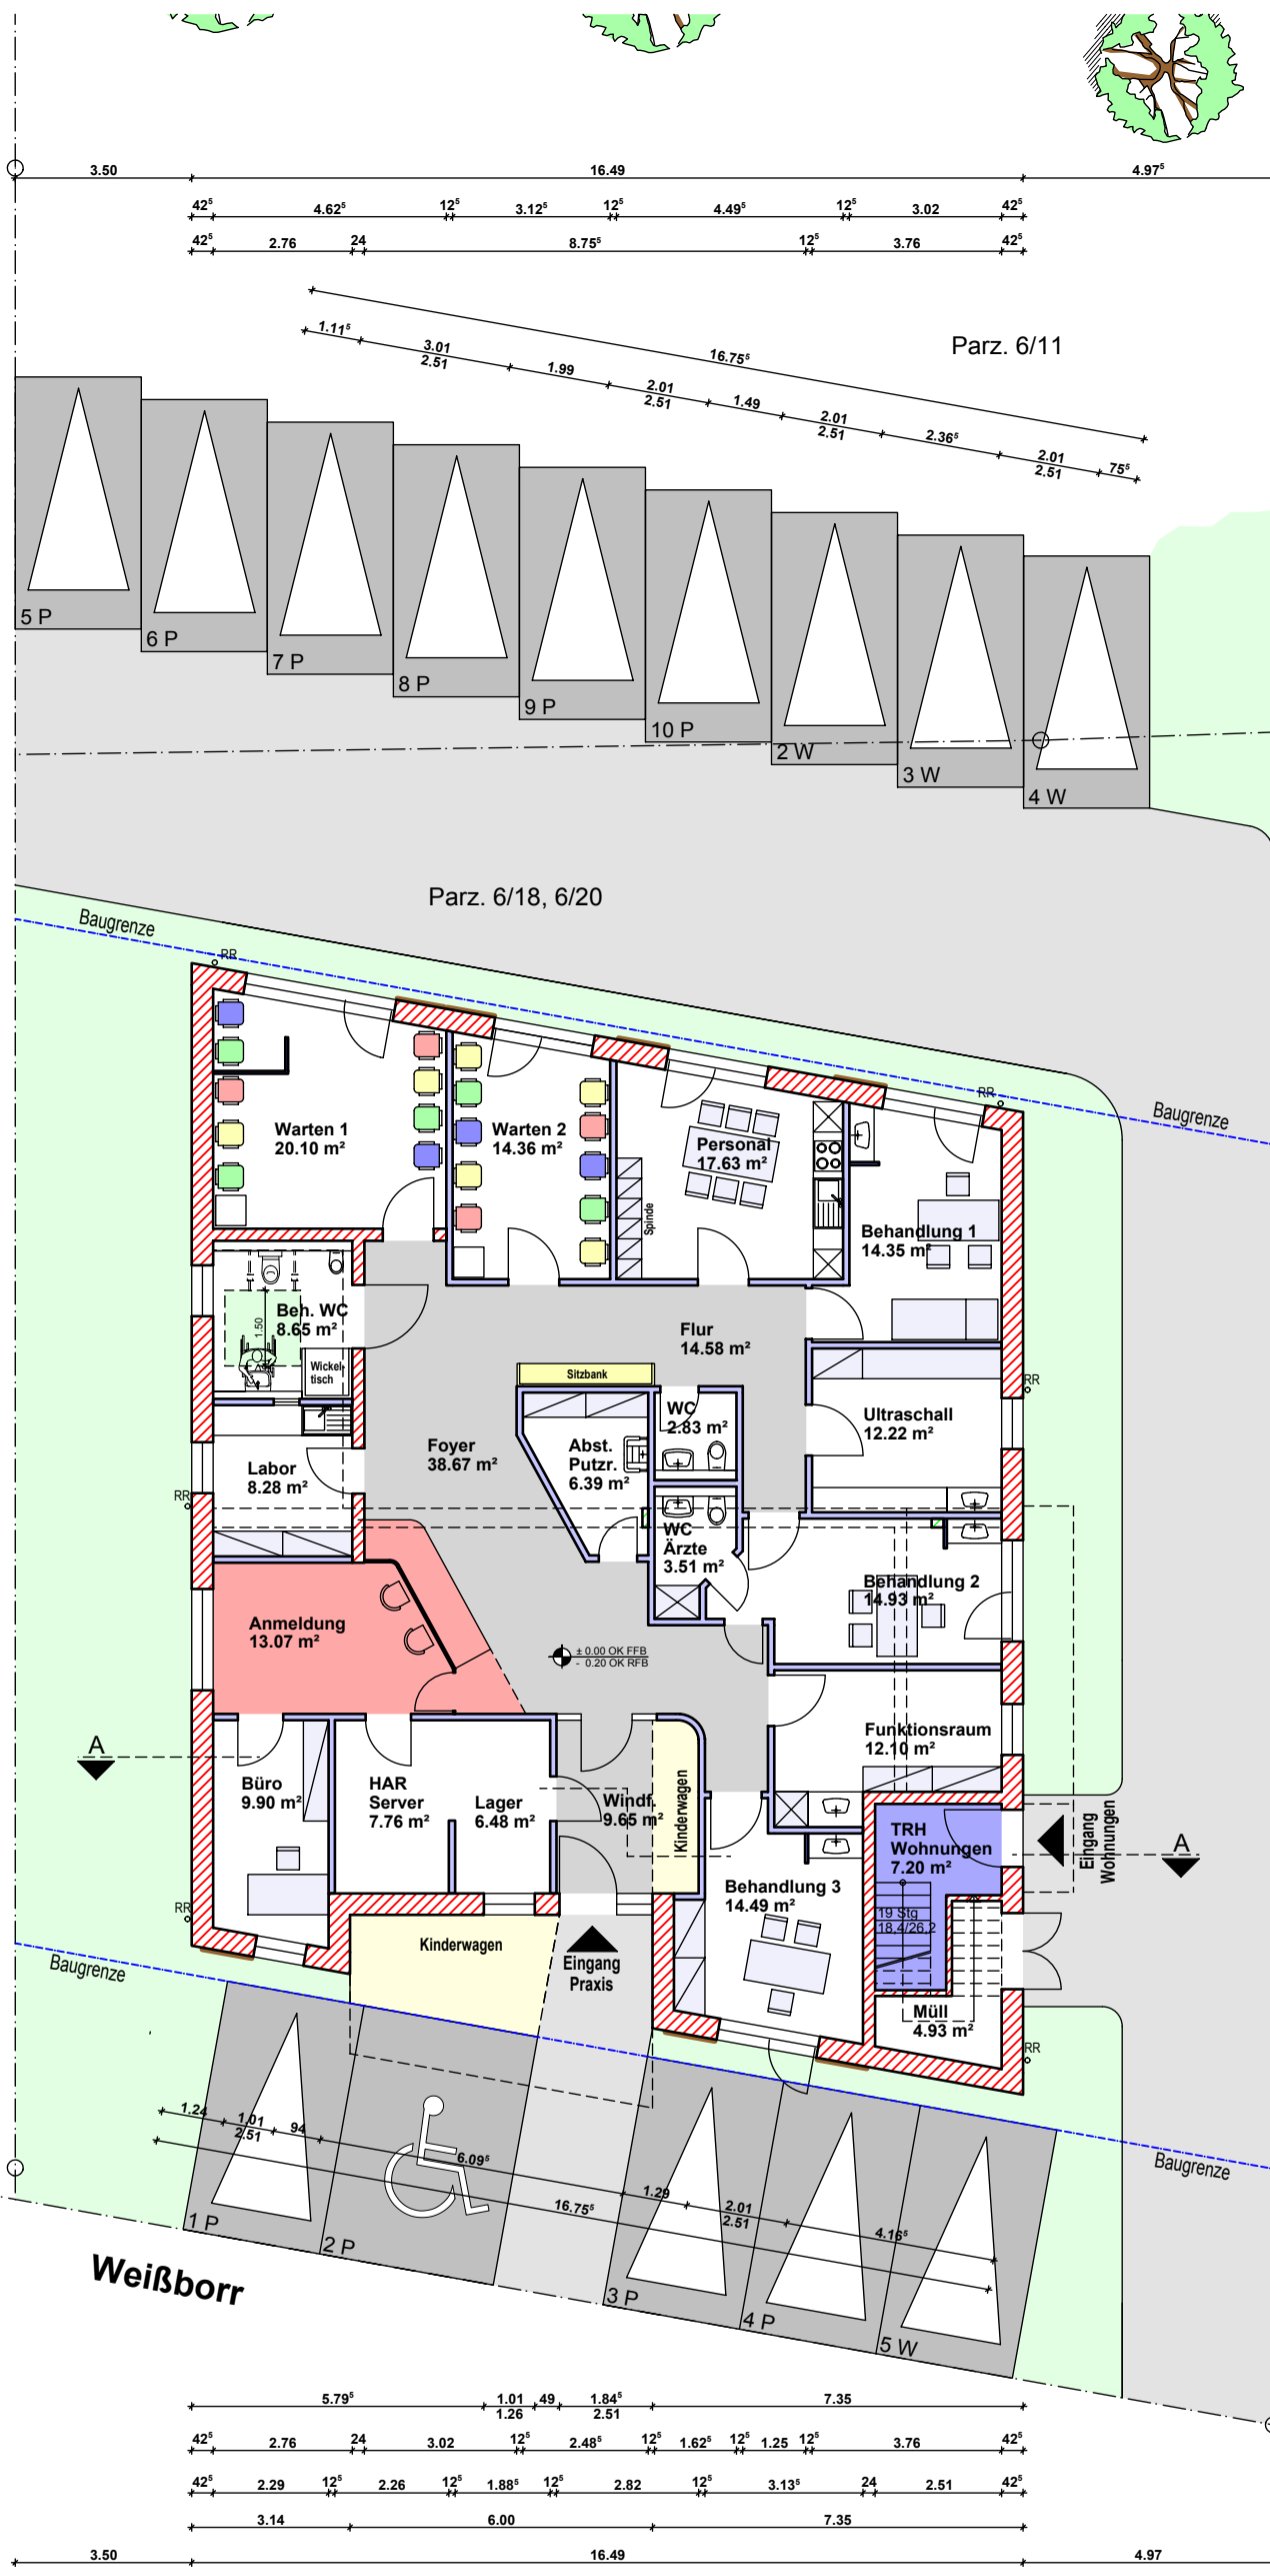 3.50 16.49 4.97⁵
42⁵ 4.62⁵ 12⁵ 3.12⁵ 12⁵ 4.49⁵ 12⁵ 3.02 42⁵
42⁵ 2.76 24 8.75⁵ 12⁵ 3.76 42⁵
16.75⁵
Parz. 6/11
1.11⁵ 3.01 1.99 2.01 1.49 2.01 2.36⁵ 2.01 75⁵
2.51 2.51 2.51 2.51
5 P
6 P
7 P
8 P
9 P
10 P
2 W
3 W
4 W
Parz. 6/18, 6/20
Baugrenze
RR
RR
Baugrenze
Warten 1
20.10 m²
Warten 2
14.36 m²
Personal
17.63 m²
Spinde
Behandlung 1
14.35 m²
Beh. WC
8.65 m²
1.50
Wickel-
tisch
Flur
14.58 m²
Sitzbank
RR
WC
2.83 m²
Ultraschall
12.22 m²
Foyer
38.67 m²
Abst.
Putzr.
6.39 m²
Labor
8.28 m²
RR
WC
Ärzte
3.51 m²
Behandlung 2
14.93 m²
Anmeldung
13.07 m²
± 0.00 OK FFB
- 0.20 OK RFB
Funktionsraum
12.10 m²
A
Büro
9.90 m²
HAR
Server
7.76 m²
Lager
6.48 m²
Windf.
9.65 m²
Kinderwagen
TRH
Wohnungen
7.20 m²
Eingang
Wohnungen
A
Behandlung 3
14.49 m²
RR
19 Stg
18,4/26,2
Kinderwagen
Eingang
Praxis
Baugrenze
Müll
4.93 m²
RR
Baugrenze
1.24 1.01 94 6.09⁵ 1.29 2.01 4.16⁵
2.51 2.51
16.75⁵
1 P
2 P
3 P
4 P
5 W
Weißborr
5.79⁵ 1.01 49 1.84⁵ 7.35
1.26 2.51
42⁵ 2.76 24 3.02 12⁵ 2.48⁵ 12⁵ 1.62⁵ 12⁵ 1.25 12⁵ 3.76 42⁵
42⁵ 2.29 12⁵ 2.26 12⁵ 1.88⁵ 12⁵ 2.82 12⁵ 3.13⁵ 24 2.51 42⁵
3.14 6.00 7.35
3.50 16.49 4.97